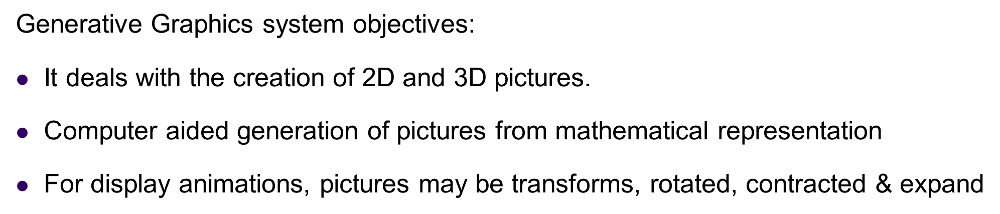 Generative Graphics system objectives:
● It deals with the creation of 2D and 3D pictures.
● Computer aided generation of pictures from mathematical representation
● For display animations, pictures may be transforms, rotated, contracted & expand